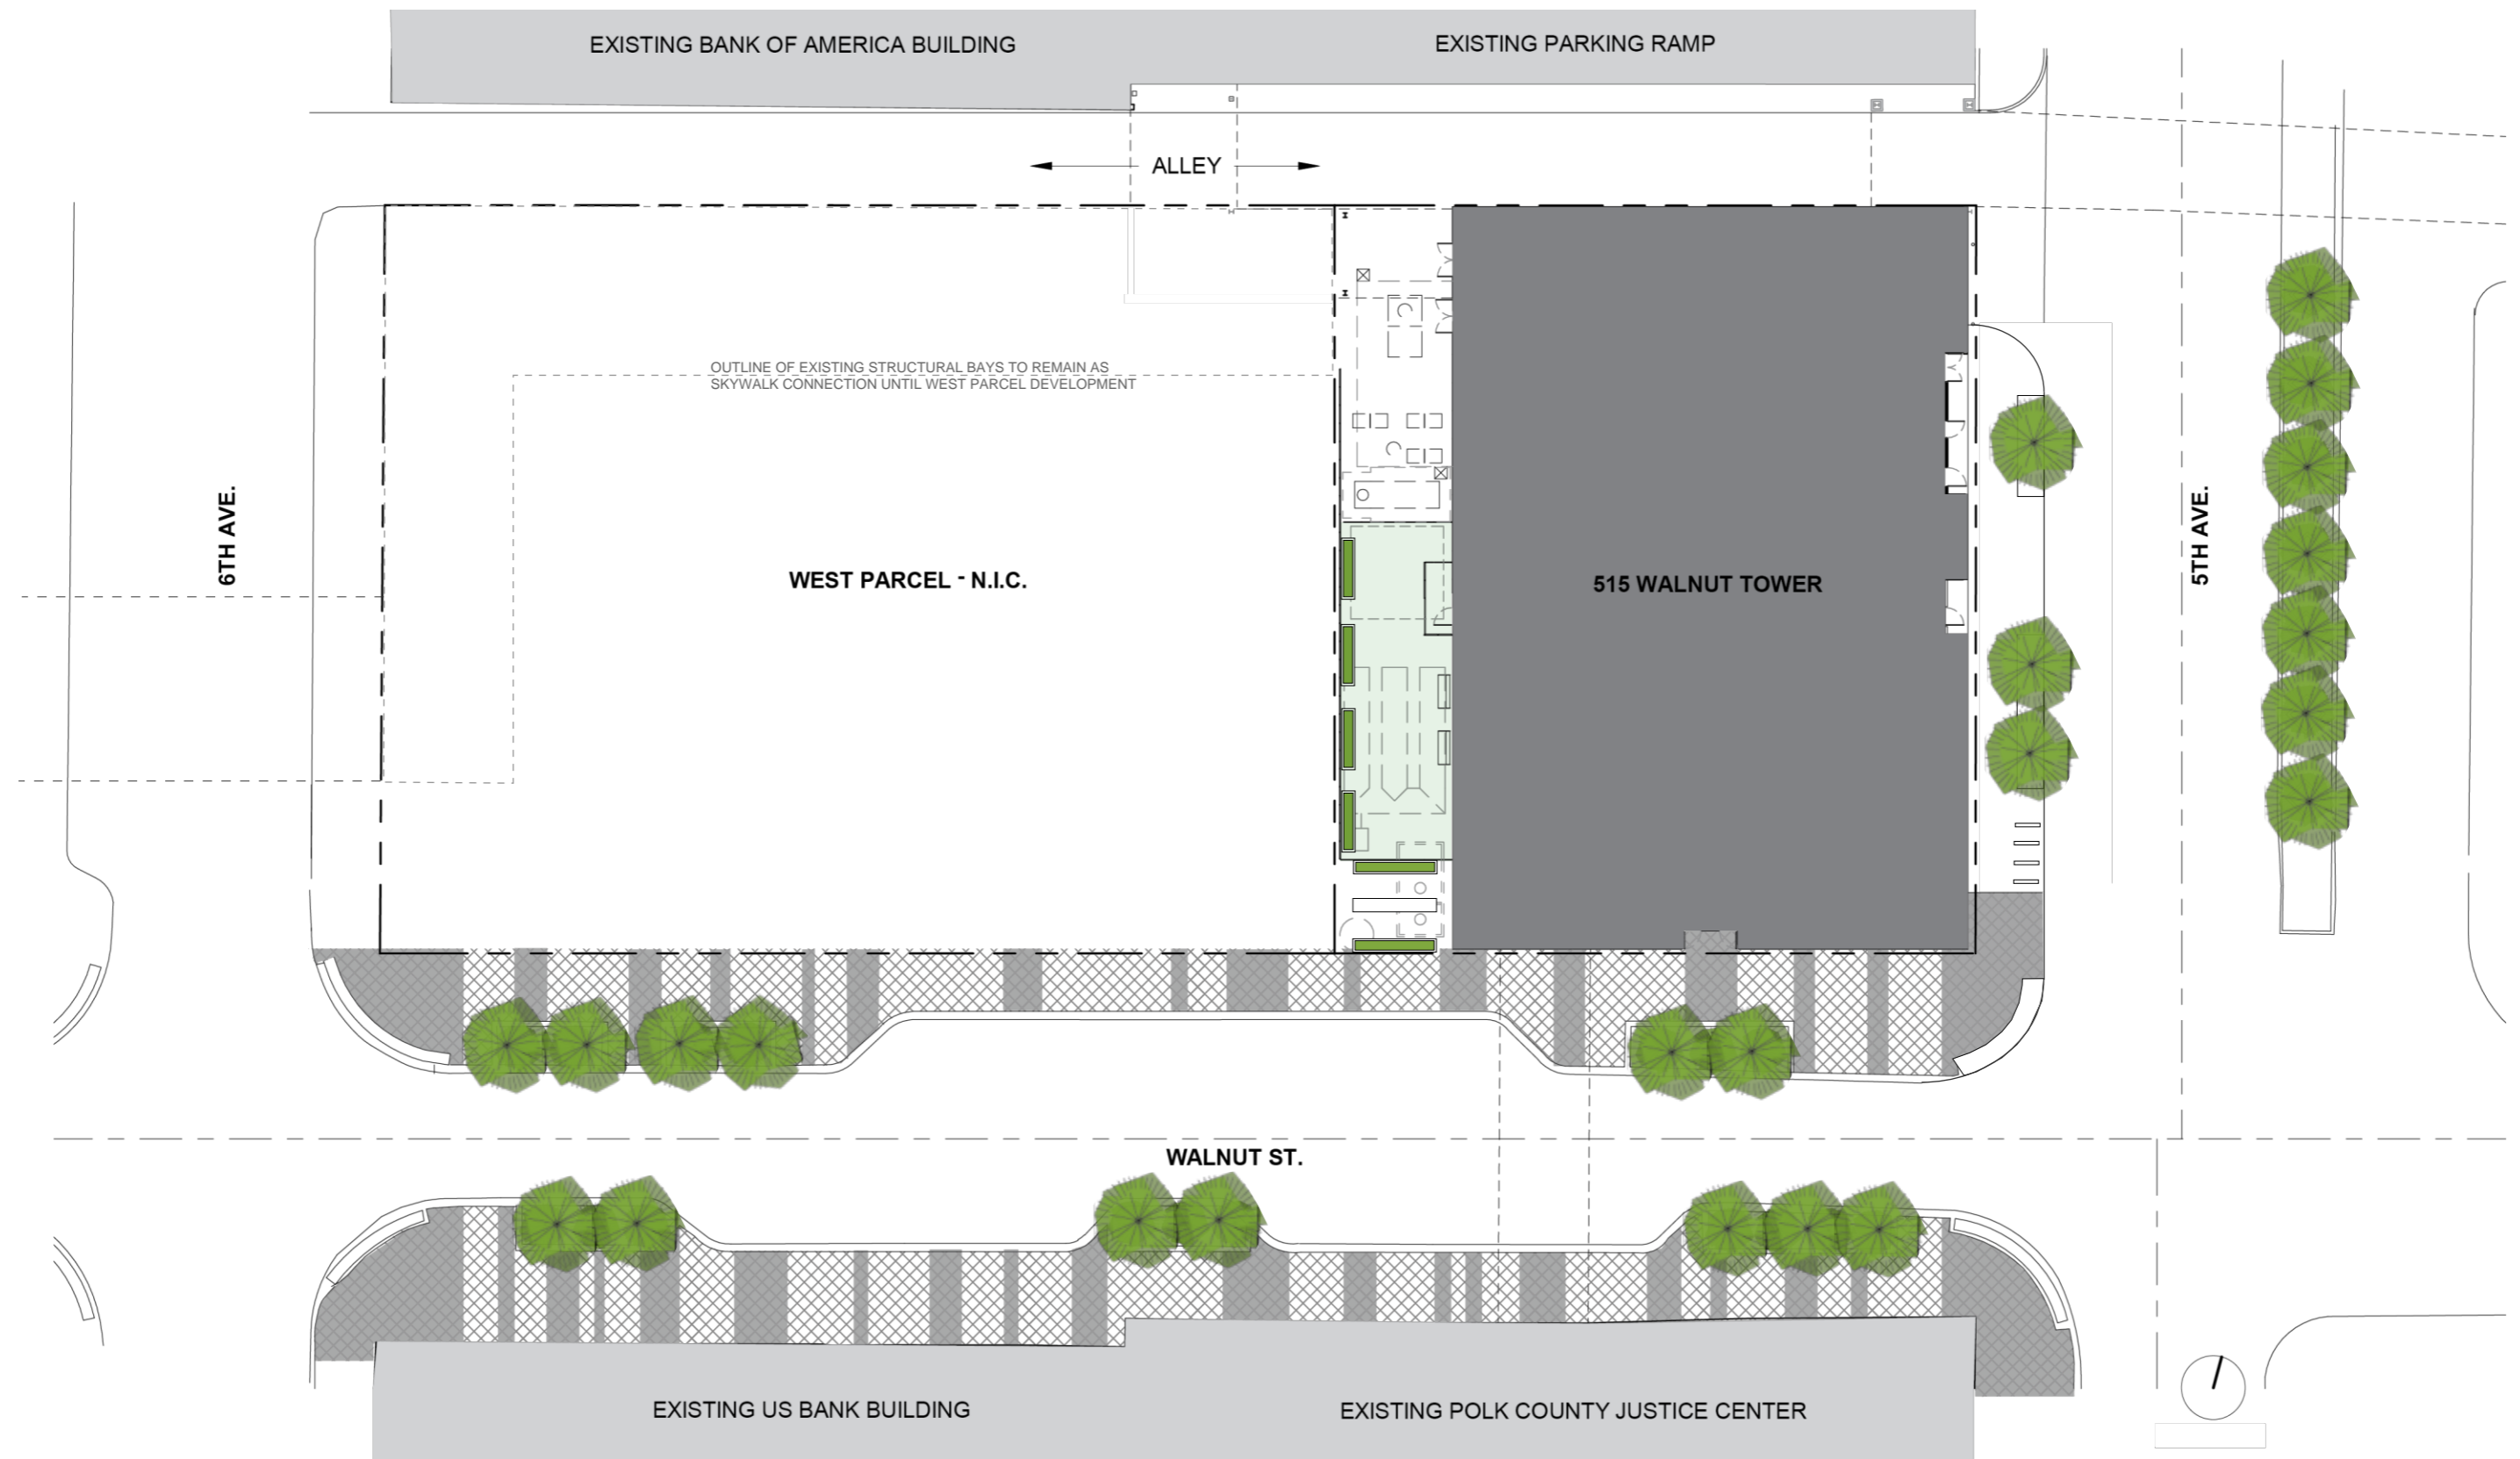 EXISTING BANK OF AMERICA BUILDING
EXISTING PARKING RAMP
ALLEY
OUTLINE OF EXISTING STRUCTURAL BAYS TO REMAIN AS
SKYWALK CONNECTION UNTIL WEST PARCEL DEVELOPMENT
6TH AVE.
WEST PARCEL - N.I.C.
515 WALNUT TOWER
5TH AVE.
WALNUT ST.
EXISTING US BANK BUILDING
EXISTING POLK COUNTY JUSTICE CENTER